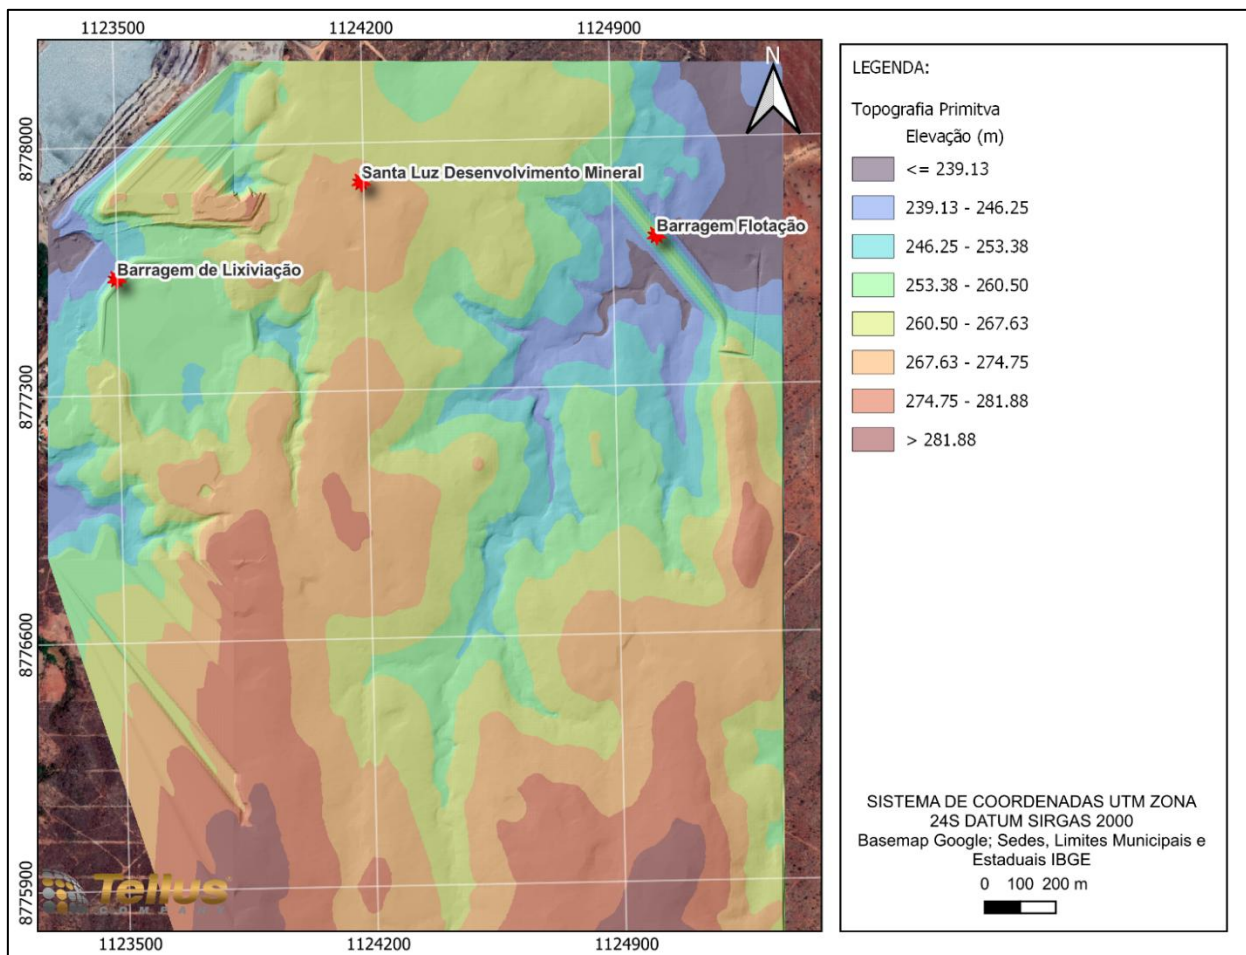 1123500 1124200 1124900
N
8778000
8777300
8776600
8775900
Santa Luz Desenvolvimento Mineral
Barragem Flotação
Barragem de Lixiviação
Tellus
COMPANY
1123500 1124200 1124900
LEGENDA:
Topografia Primitva
Elevação (m)
<= 239.13
239.13 - 246.25
246.25 - 253.38
253.38 - 260.50
260.50 - 267.63
267.63 - 274.75
274.75 - 281.88
> 281.88
SISTEMA DE COORDENADAS UTM ZONA
24S DATUM SIRGAS 2000
Basemap Google; Sedes, Limites Municipais e
Estaduais IBGE
0 100 200 m